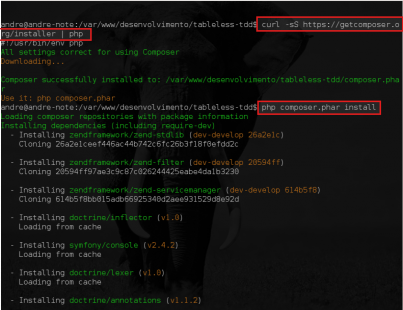 andre@andre-note:/var/www/desenvolvimento/tableless-tdd$ curl -sS https://getcomposer.o
rg/installer | php
#!/usr/bin/env php
All settings correct for using Composer
Downloading...
Composer successfully installed to: /var/www/desenvolvimento/tableless-tdd/composer.pha
r
Use it: php composer.phar
andre@andre-note:/var/www/desenvolvimento/tableless-tdd$ php composer.phar install
Loading composer repositories with package information
Installing dependencies (including require-dev)
- Installing zendframework/zend-stdlib (dev-develop 26a2e1c)
Cloning 26a2e1ceef446ac44b742c6fc26b3f18f0efdd2c
- Installing zendframework/zend-filter (dev-develop 20594ff)
Cloning 20594ff97ae3c9c87c026244425eabe4da1b3230
- Installing zendframework/zend-servicemanager (dev-develop 614b5f8)
Cloning 614b5f8bb015adb66925340d2aee931529d8e92d
- Installing doctrine/inflector (v1.0)
Loading from cache
- Installing symfony/console (v2.4.2)
Loading from cache
- Installing doctrine/lexer (v1.0)
Loading from cache
- Installing doctrine/annotations (v1.1.2)